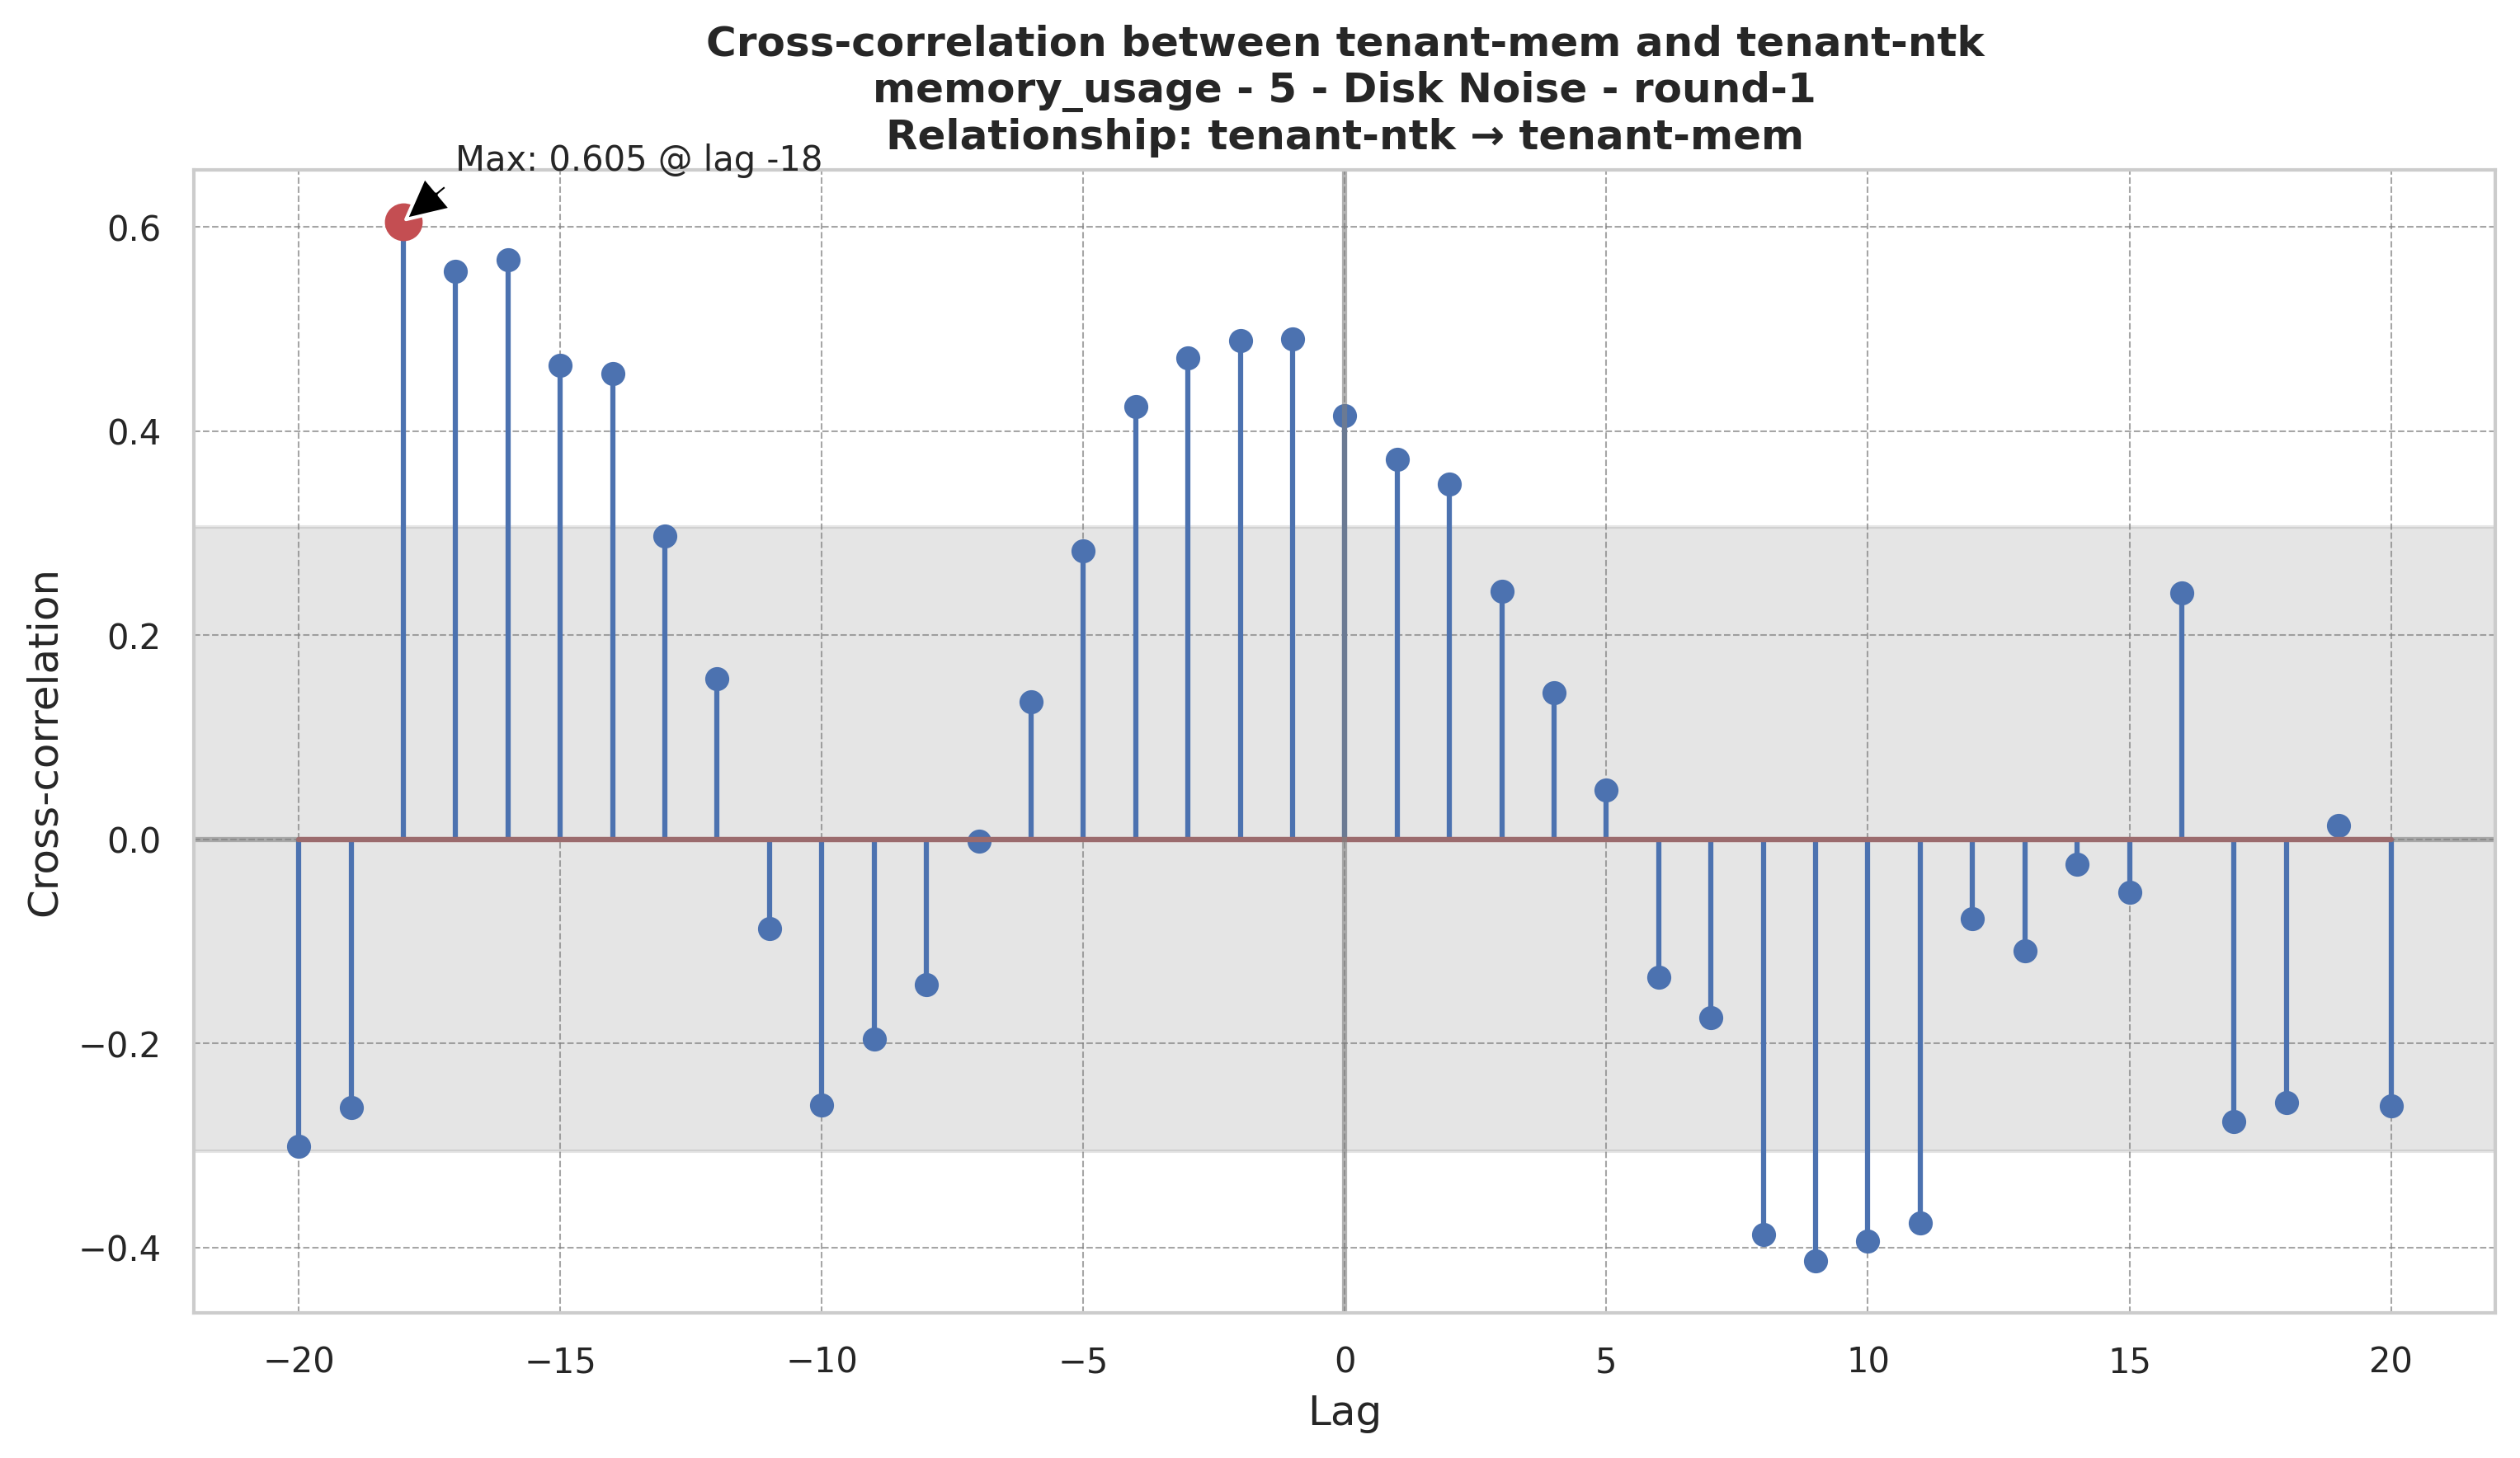 Cross-correlation between tenant-mem and tenant-ntk
memory_usage - 5 - Disk Noise - round-1
Relationship: tenant-ntk → tenant-mem
Max: 0.605 @ lag -18
0.6
0.4
0.2
0.0
−0.2
−0.4
Cross-correlation
−20 −15 −10 −5 0 5 10 15 20
Lag